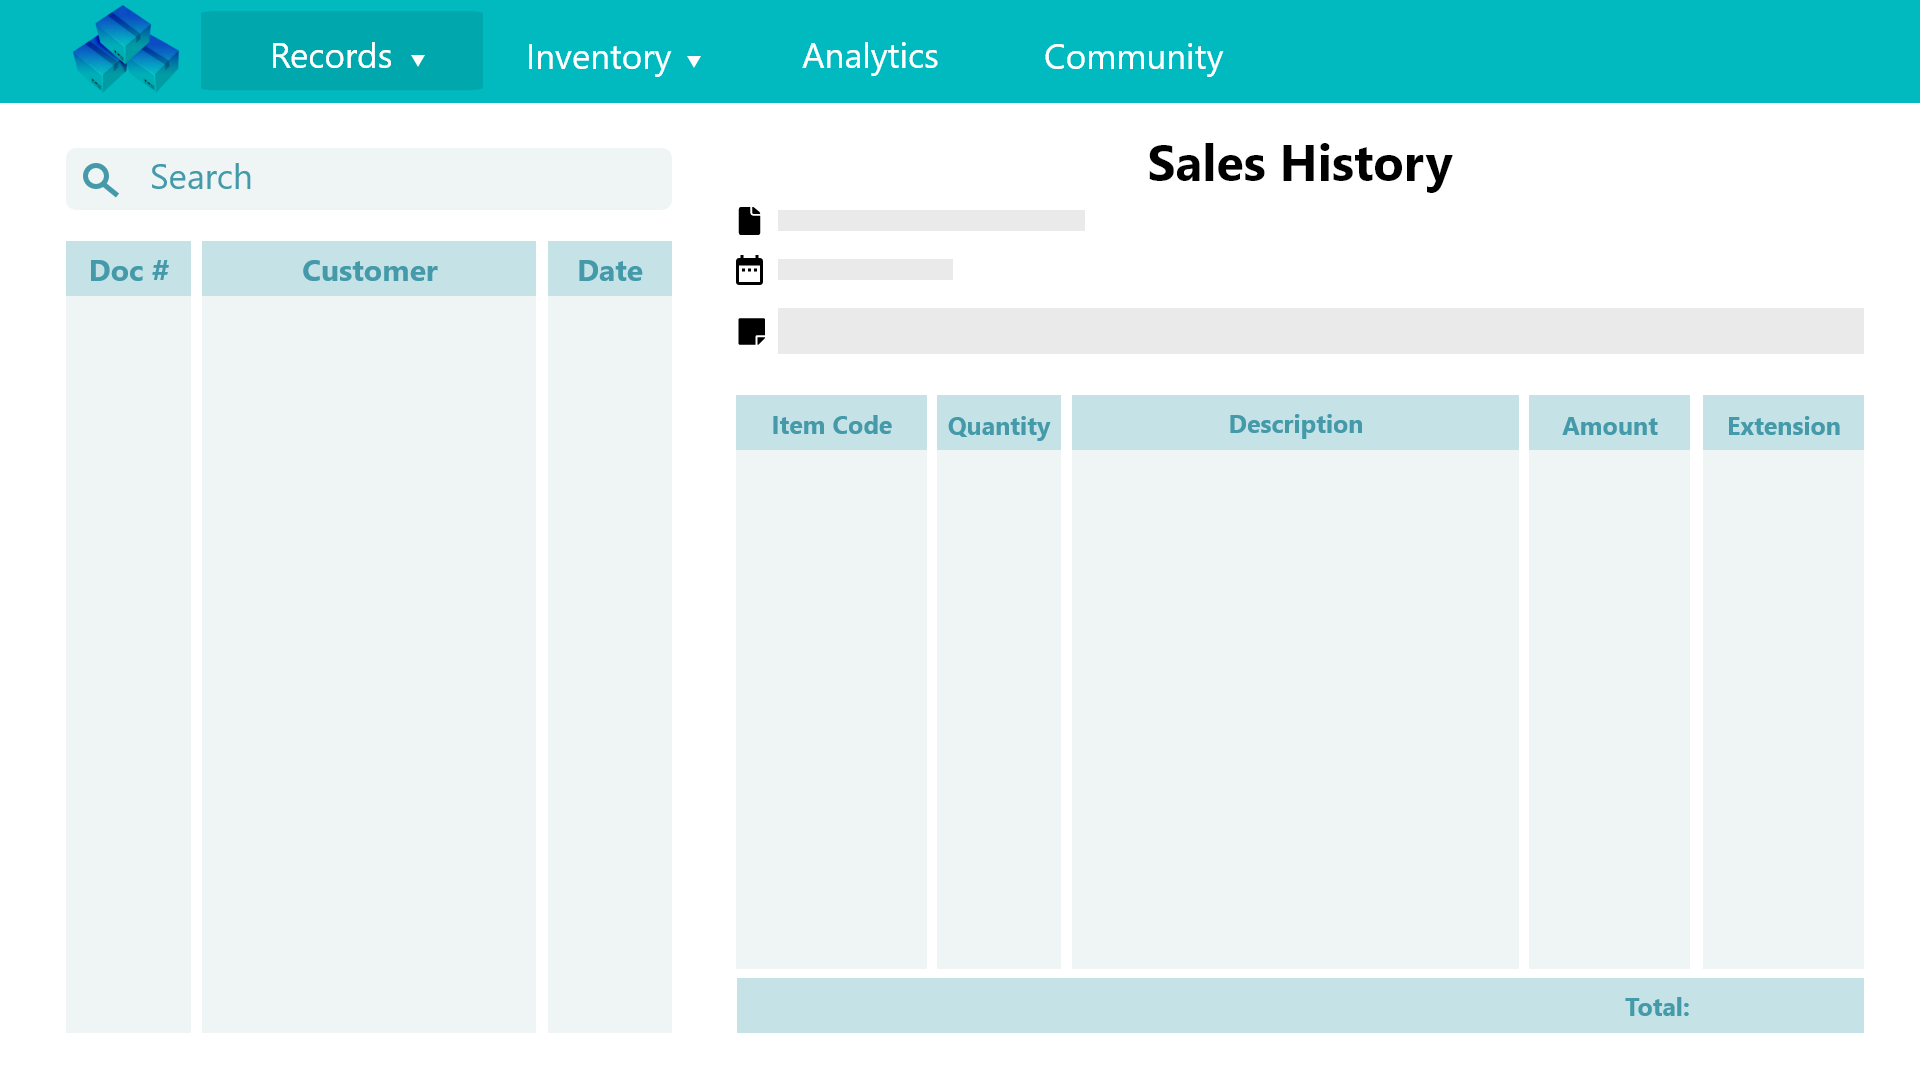 Records ▼ Inventory ▼ Analytics Community
Search
Sales History
Doc # Customer Date
Item Code Quantity Description Amount Extension
Total: